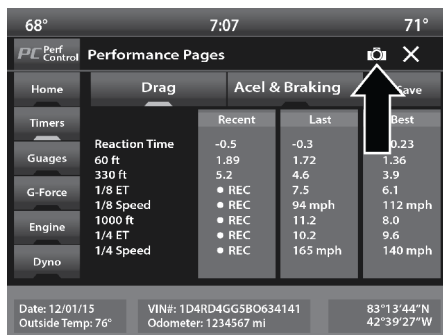 68° 7:07 71°
PC Perf Control Performance Pages
Home Drag Acel & Braking Save
Timers Recent Last Best
Reaction Time -0.5 -0.3 0.23
60 ft 1.89 1.72 1.36
Guages 330 ft 5.2 4.6 3.9
1/8 ET REC 7.5 6.1
G-Force 1/8 Speed REC 94 mph 112 mph
1000 ft REC 11.2 8.0
Engine 1/4 ET REC 10.2 9.6
1/4 Speed REC 165 mph 140 mph
Dyno
Date: 12/01/15 VIN#: 1D4RD4GG5BO634141 83°13'44"N
Outside Temp: 76° Odometer: 1234567 mi 42°39'27"W